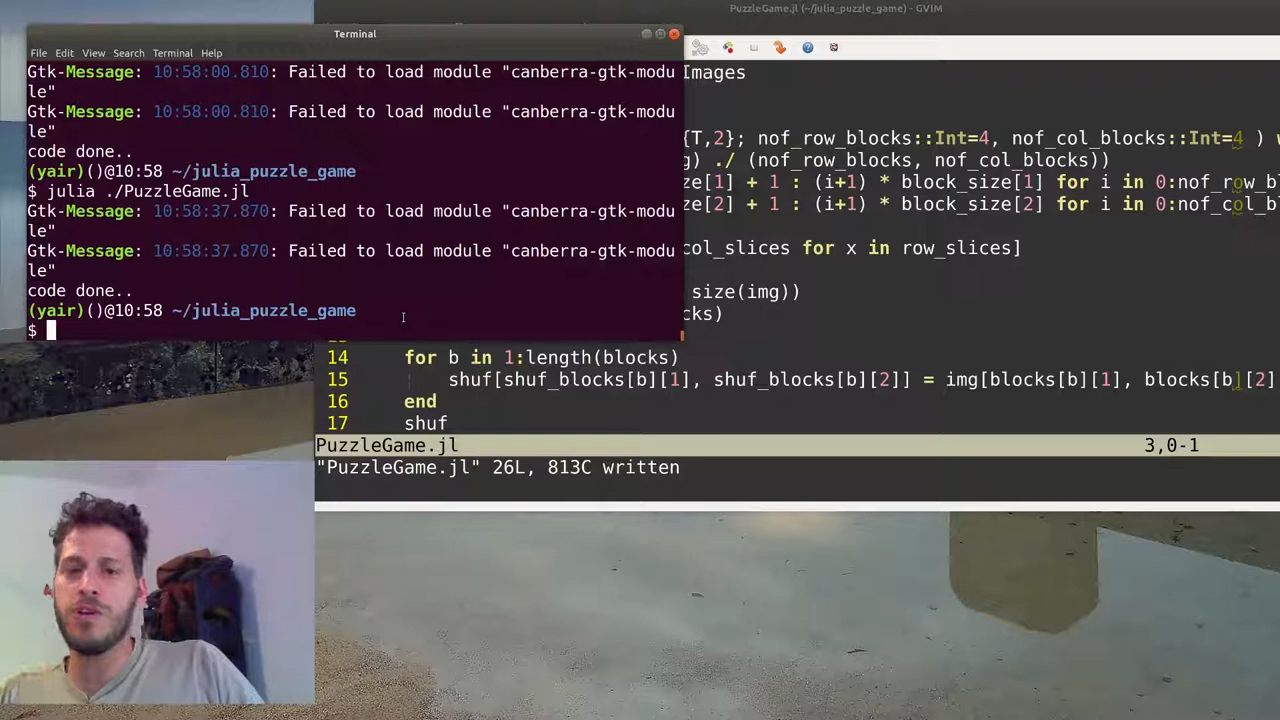 PuzzleGame.jl (~/julia_puzzle_game) - GVIM
Terminal
File Edit View Search Terminal Help
Gtk-Message: 10:58:00.810: Failed to load module "canberra-gtk-modu
le"
Gtk-Message: 10:58:00.810: Failed to load module "canberra-gtk-modu
le"
code done..
(yair)()@10:58 ~/julia_puzzle_game
$ julia ./PuzzleGame.jl
Gtk-Message: 10:58:37.870: Failed to load module "canberra-gtk-modu
le"
Gtk-Message: 10:58:37.870: Failed to load module "canberra-gtk-modu
le"
code done..
(yair)()@10:58 ~/julia_puzzle_game
$
Images
{T,2}; nof_row_blocks::Int=4, nof_col_blocks::Int=4 ) w
g) ./ (nof_row_blocks, nof_col_blocks))
ze[1] + 1 : (i+1) * block_size[1] for i in 0:nof_row_bl
ze[2] + 1 : (i+1) * block_size[2] for i in 0:nof_col_bl
col_slices for x in row_slices]
size(img))
cks)
14 for b in 1:length(blocks)
15 shuf[shuf_blocks[b][1], shuf_blocks[b][2]] = img[blocks[b][1], blocks[b][2]
16 end
17 shuf
PuzzleGame.jl 3,0-1
"PuzzleGame.jl" 26L, 813C written